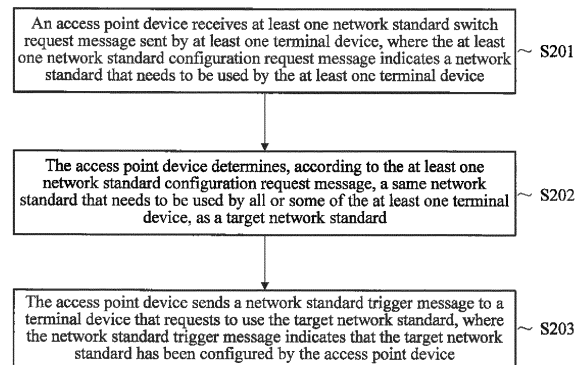 An access point device receives at least one network standard switch
request message sent by at least one terminal device, where the at least
one network standard configuration request message indicates a network
standard that needs to be used by the at least one terminal device
S201
The access point device determines, according to the at least one
network standard configuration request message, a same network
standard that needs to be used by all or some of the at least one terminal
device, as a target network standard
S202
The access point device sends a network standard trigger message to a
terminal device that requests to use the target network standard, where
the network standard trigger message indicates that the target network
standard has been configured by the access point device
S203